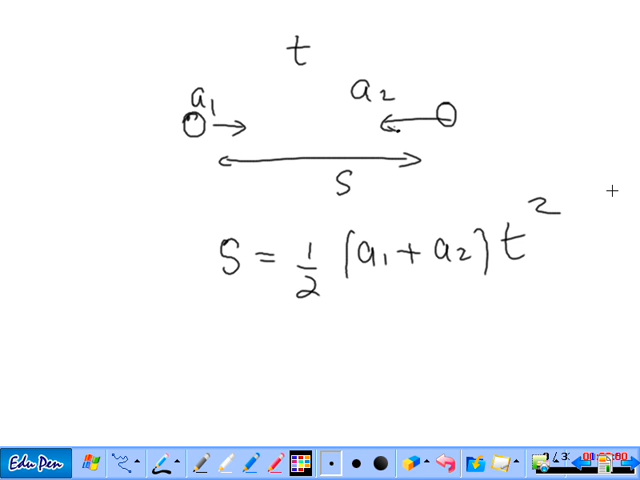 t
a₁ a₂
S
S = 1/2 (a₁ + a₂) t²
Edu Pen